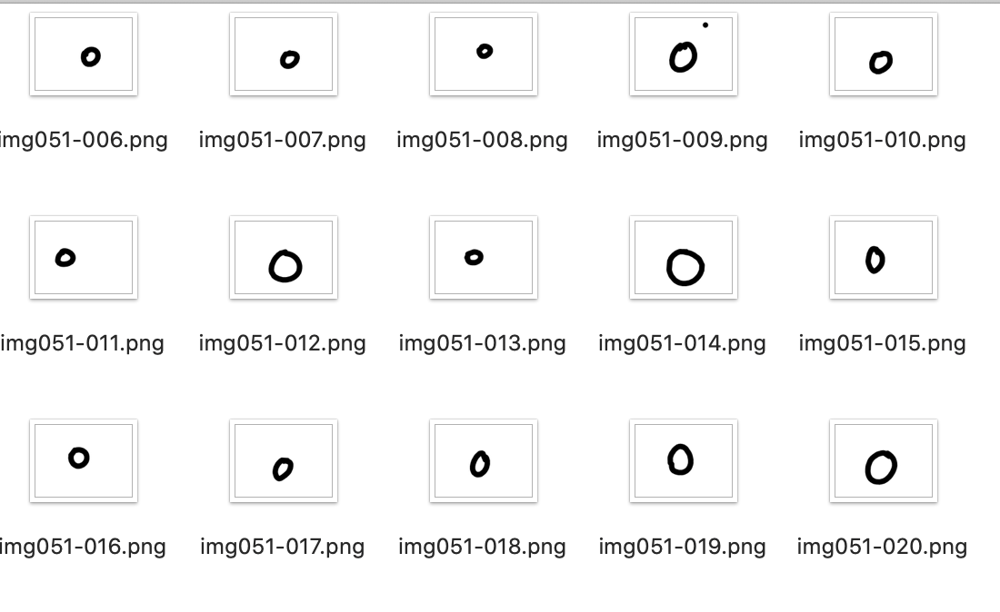 o o o o o
img051-006.png img051-007.png img051-008.png img051-009.png img051-010.png
o o o o o
img051-011.png img051-012.png img051-013.png img051-014.png img051-015.png
o o o o o
img051-016.png img051-017.png img051-018.png img051-019.png img051-020.png